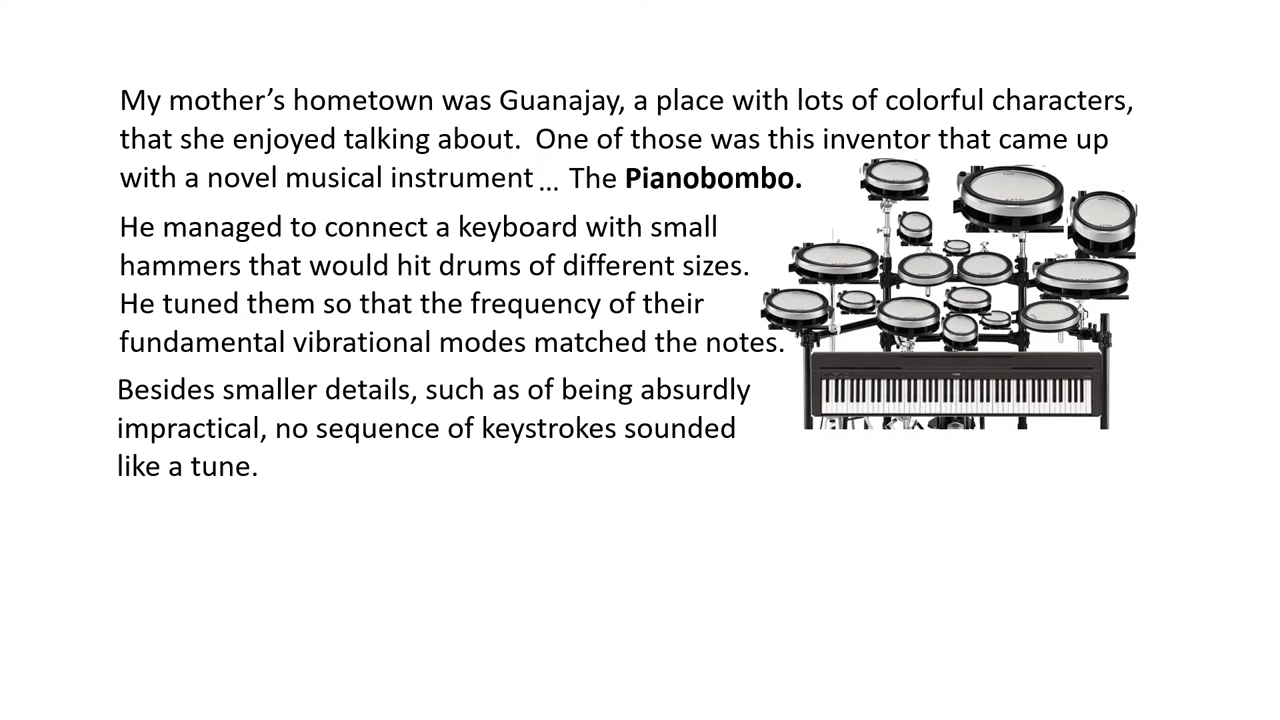 My mother’s hometown was Guanajay, a place with lots of colorful characters,
that she enjoyed talking about.  One of those was this inventor that came up
with a novel musical instrument ... The Pianobombo.
He managed to connect a keyboard with small
hammers that would hit drums of different sizes.
He tuned them so that the frequency of their
fundamental vibrational modes matched the notes.
Besides smaller details, such as of being absurdly
impractical, no sequence of keystrokes sounded
like a tune.